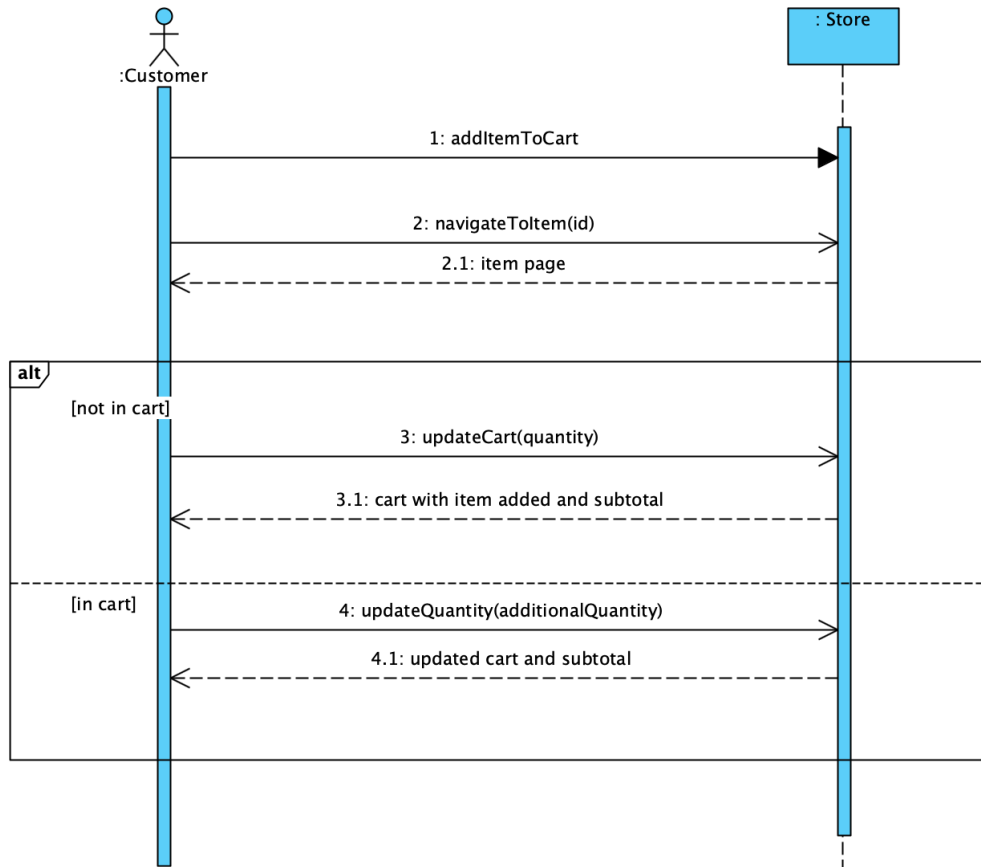 : Store
:Customer
1: addItemToCart
2: navigateToItem(id)
2.1: item page
alt
[not in cart]
3: updateCart(quantity)
3.1: cart with item added and subtotal
[in cart]
4: updateQuantity(additionalQuantity)
4.1: updated cart and subtotal